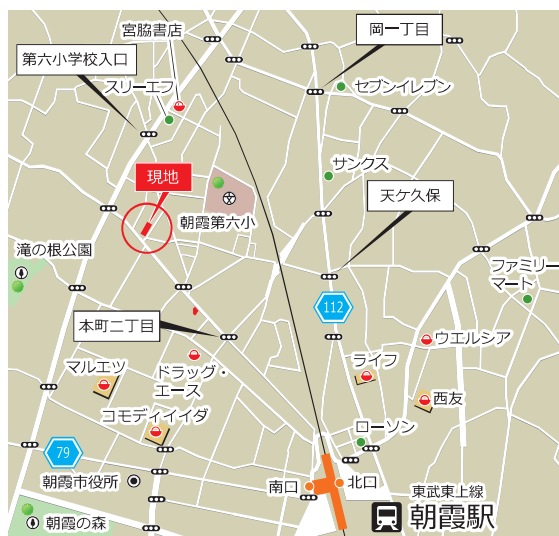 宮脇書店
岡一丁目
第六小学校入口
スリーエフ
セブンイレブン
サンクス
現地
天ケ久保
朝霞第六小
滝の根公園
ファミリー
マート
112
本町二丁目
ウエルシア
マルエツ
ドラッグ・
エース
ライフ
西友
コモディイイダ
ローソン
79
朝霞市役所
南口
北口
東武東上線
朝霞駅
朝霞の森